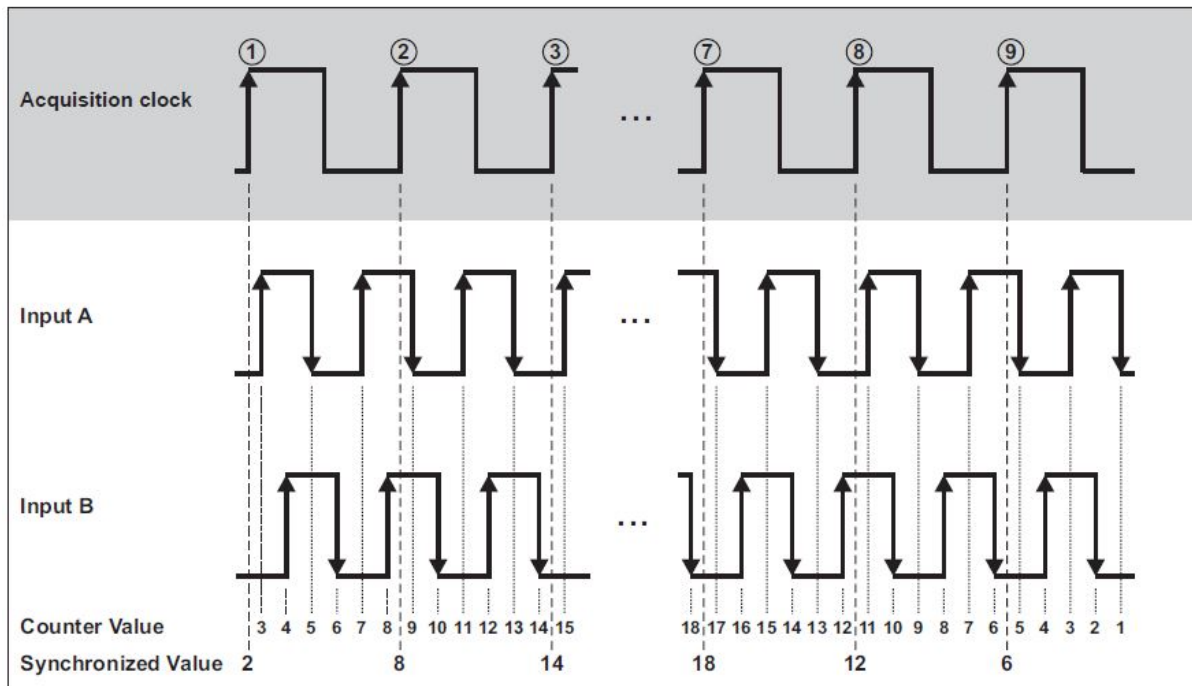 ① ② ③ ⑦ ⑧ ⑨
Acquisition clock
...
Input A
...
Input B
...
Counter Value 3 4 5 6 7 8 9 10 11 12 13 14 15 18 17 16 15 14 13 12 11 10 9 8 7 6 5 4 3 2 1
Synchronized Value 2 8 14 18 12 6